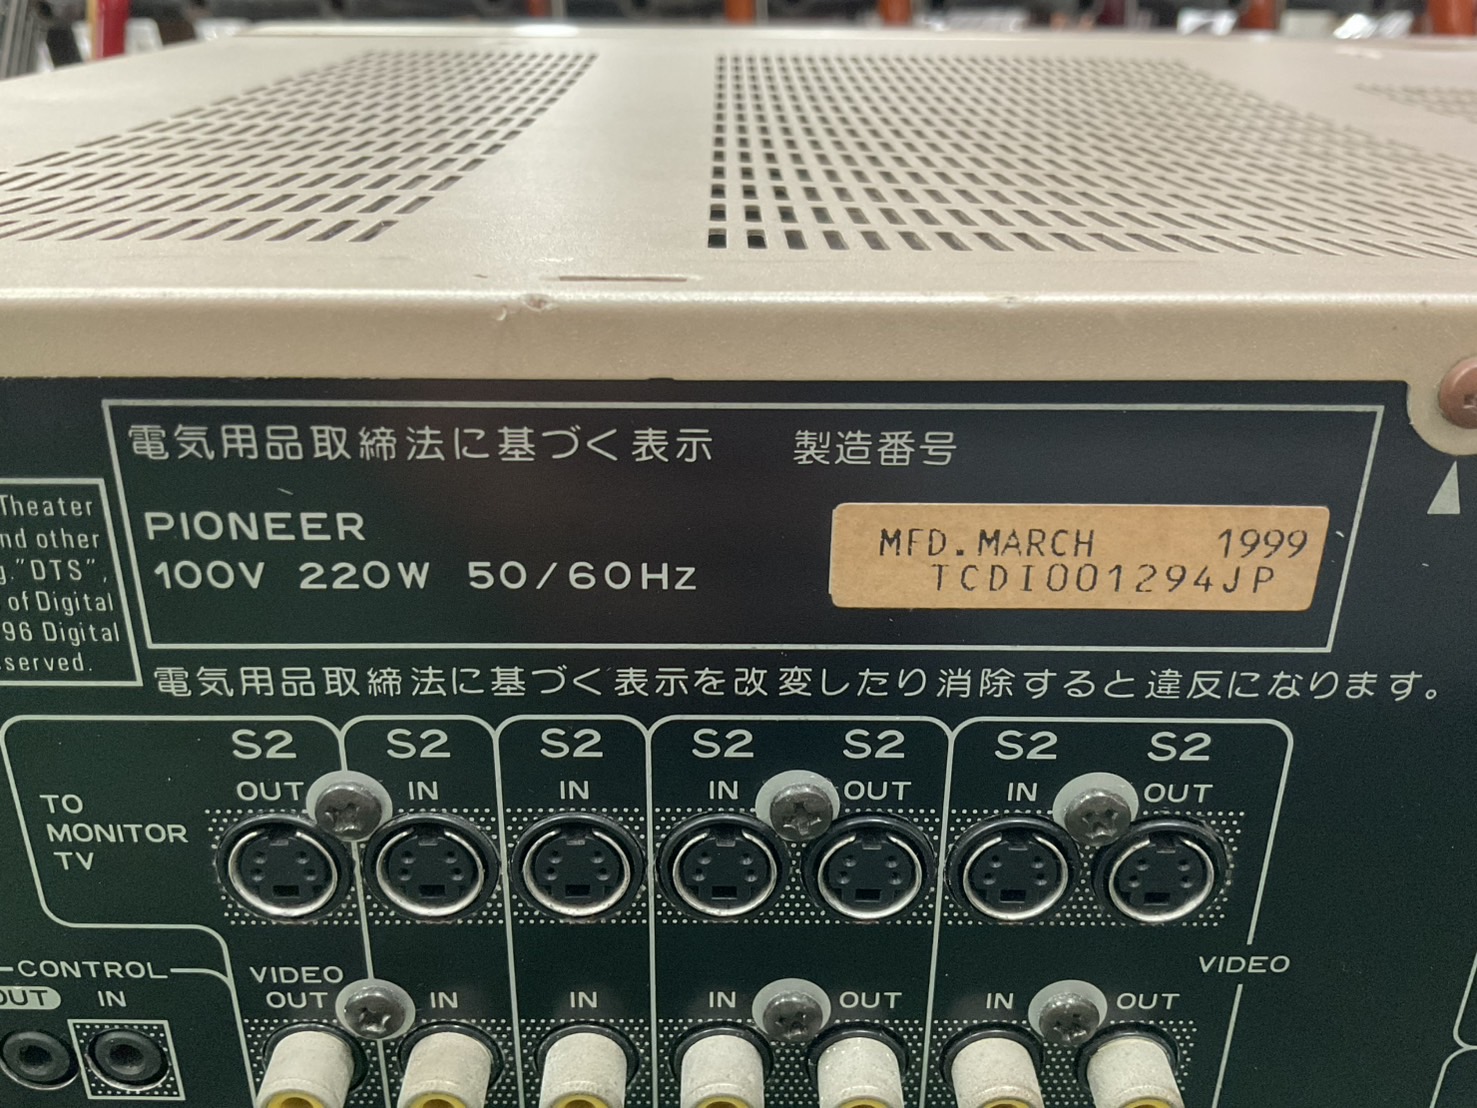 電気用品取締法に基づく表示 製造番号
PIONEER
100V 220W 50/60Hz
MFD.MARCH 1999
TCDI001294JP
Theater
nd other
"DTS",
of Digital
96 Digital
served.
電気用品取締法に基づく表示を改変したり消除すると違反になります。
S2 S2 S2 S2 S2 S2 S2
OUT IN IN IN OUT IN OUT
TO
MONITOR
TV
CONTROL
OUT IN
VIDEO
OUT IN IN IN OUT IN OUT
VIDEO